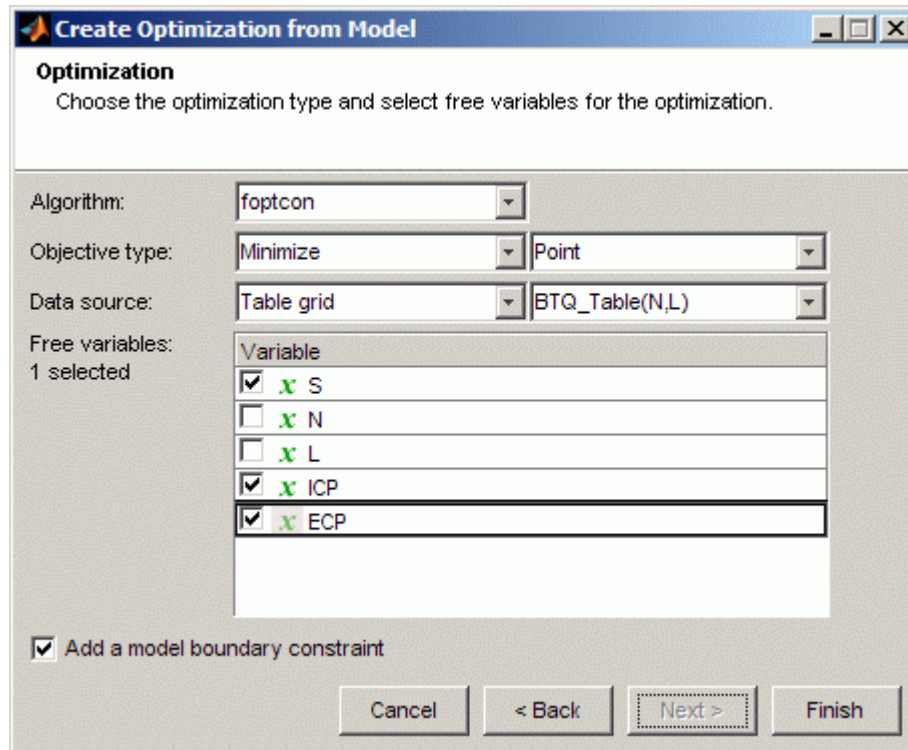 Create Optimization from Model
Optimization
Choose the optimization type and select free variables for the optimization.
Algorithm: foptcon
Objective type: Minimize Point
Data source: Table grid BTQ_Table(N,L)
Free variables:
1 selected
Variable
x S
x N
x L
x ICP
x ECP
Add a model boundary constraint
Cancel < Back Next > Finish